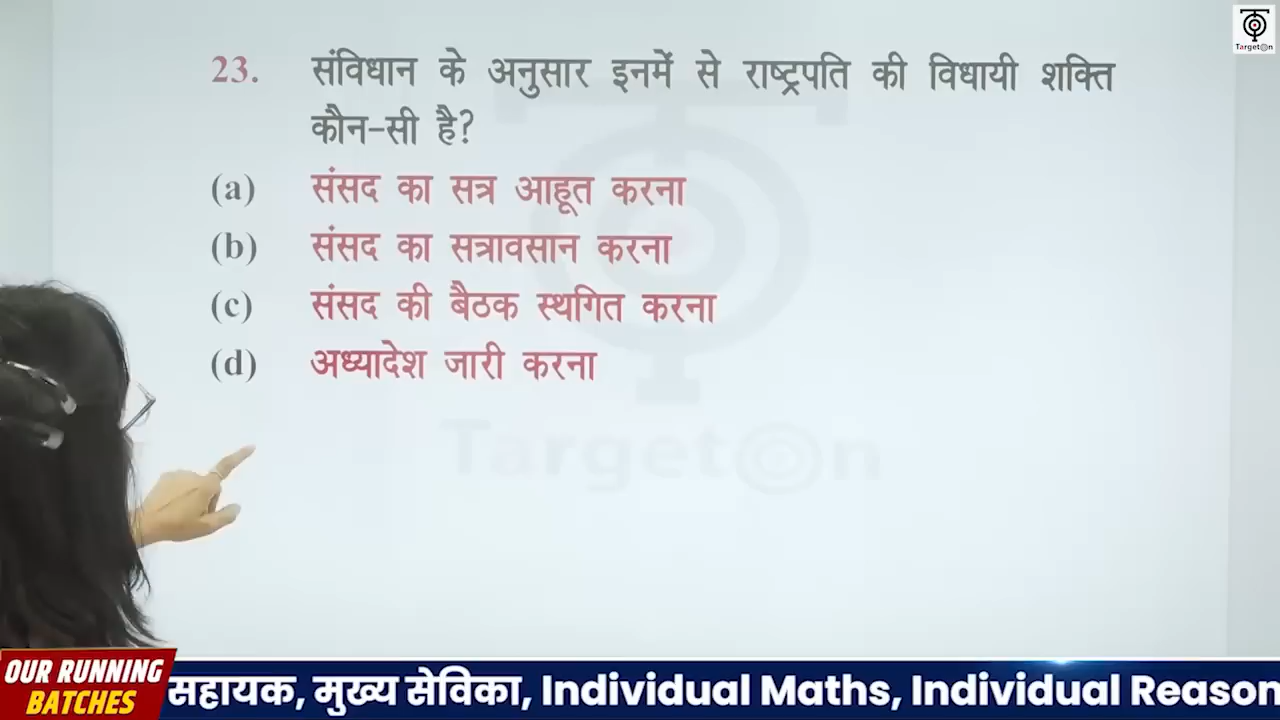 Target@n
23. संविधान के अनुसार इनमें से राष्ट्रपति की विधायी शक्ति
कौन-सी है?
(a) संसद का सत्र आहूत करना
(b) संसद का सत्रावसान करना
(c) संसद की बैठक स्थगित करना
(d) अध्यादेश जारी करना
Target@n
OUR RUNNING
BATCHES
सहायक, मुख्य सेविका, Individual Maths, Individual Reason